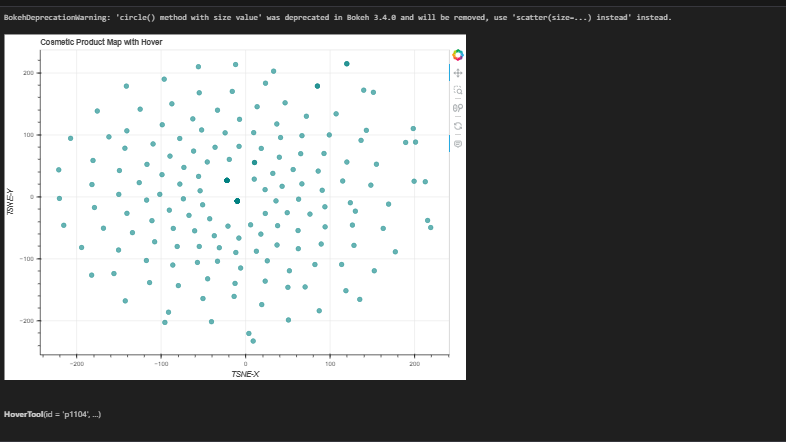 BokehDeprecationWarning: 'circle() method with size value' was deprecated in Bokeh 3.4.0 and will be removed, use 'scatter(size=...) instead' instead.
Cosmetic Product Map with Hover
200
100
0
−100
−200
TSNE-Y
−200 −100 0 100 200
TSNE-X
HoverTool(id = 'p1104', ...)